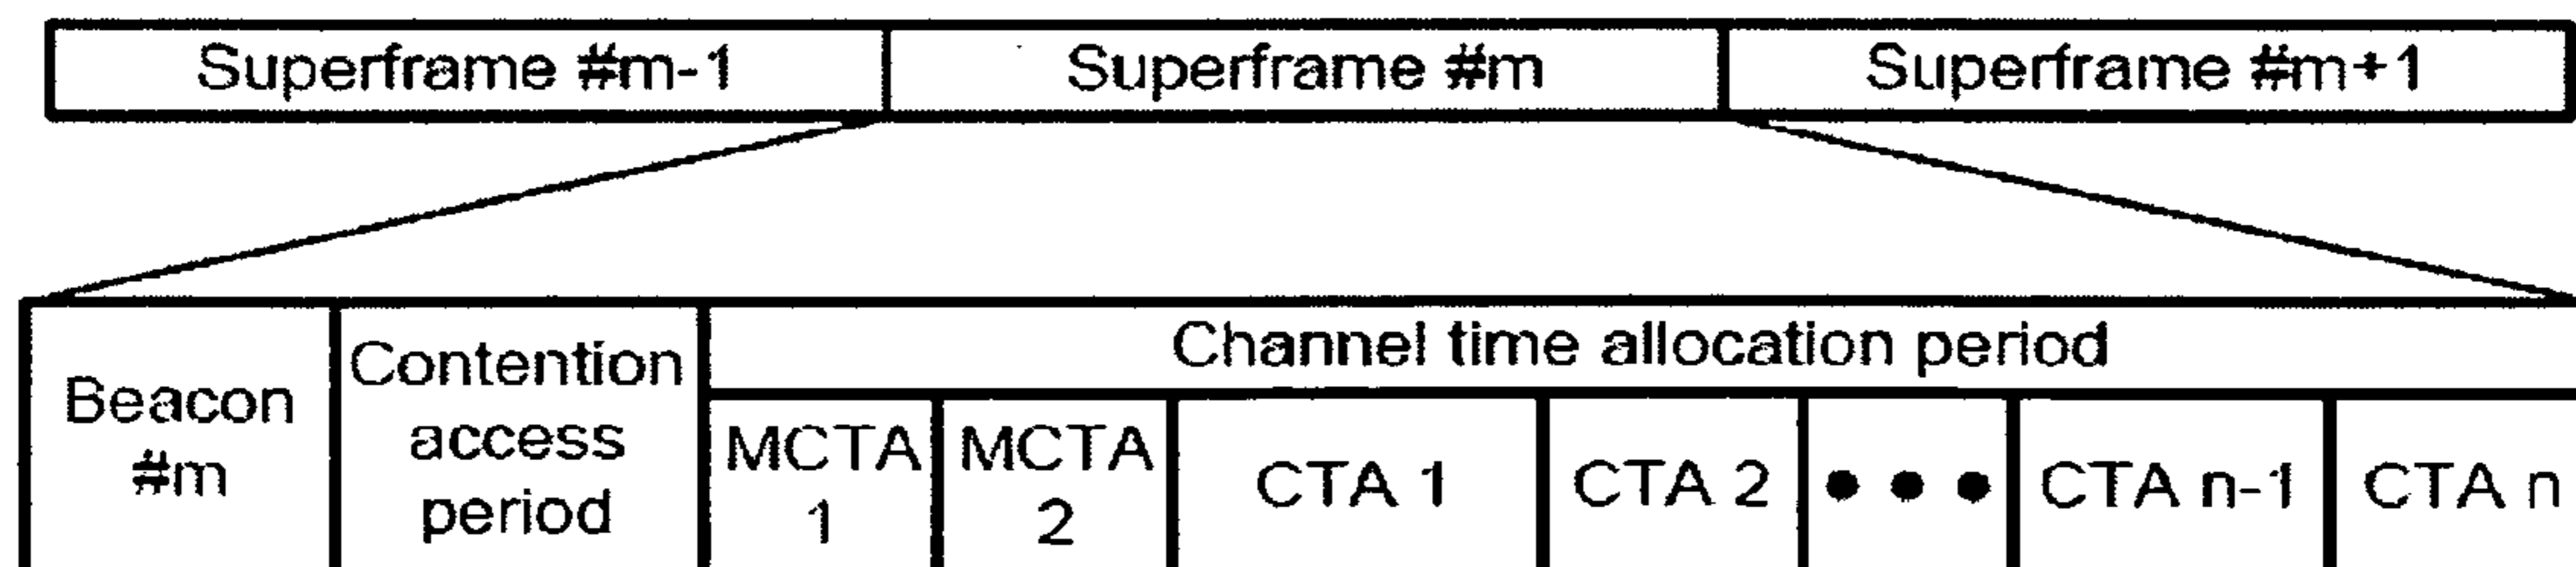 Superframe #m-1
Superframe #m
Superframe #m+1
Beacon
#m
Contention
access
period
Channel time allocation period
MCTA
1
MCTA
2
CTA 1
CTA 2
● ● ●
CTA n-1
CTA n